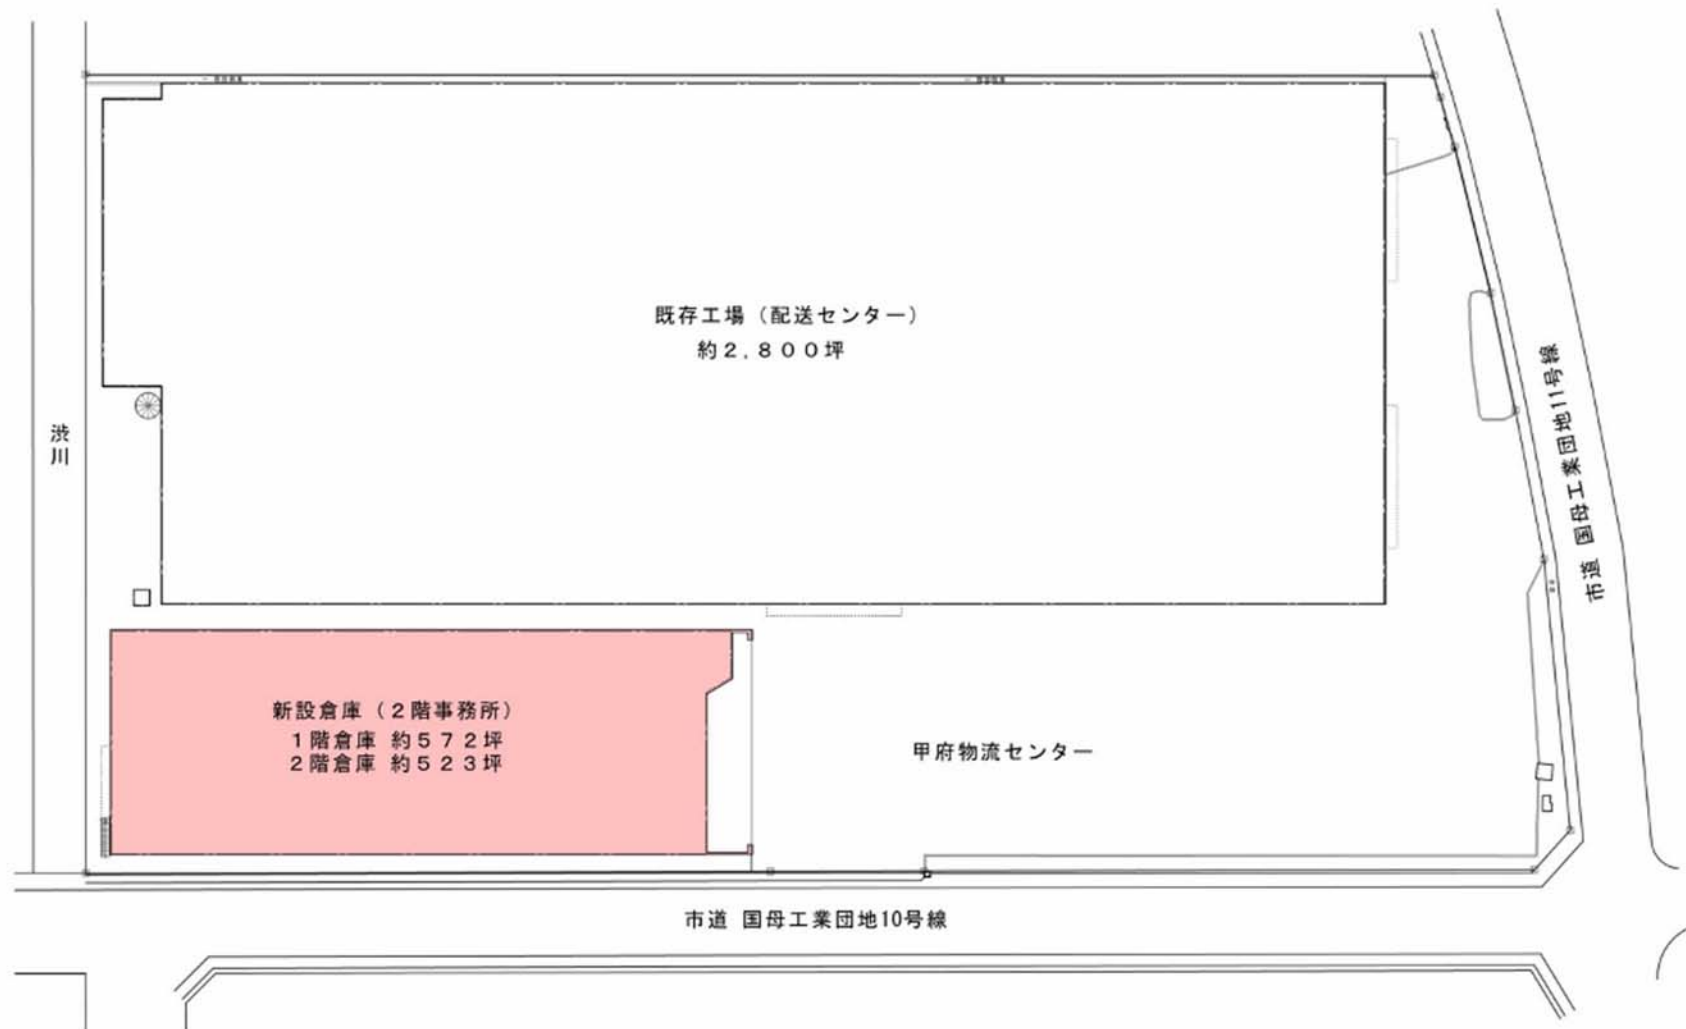 既存工場（配送センター）
約２,８００坪
渋川
市道 国母工業団地11号線
新設倉庫（２階事務所）
１階倉庫 約５７２坪
２階倉庫 約５２３坪
甲府物流センター
市道 国母工業団地10号線